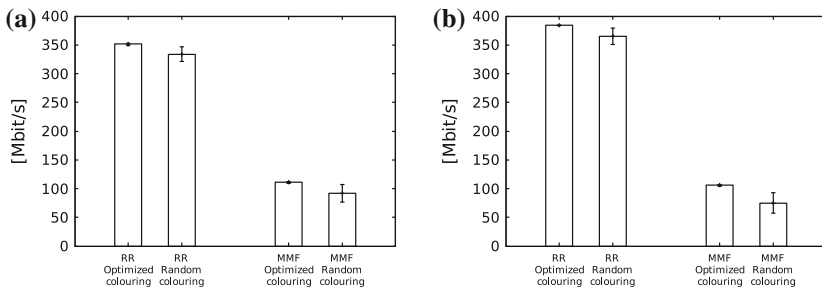 (a)
[Mbit/s]
400
350
300
250
200
150
100
50
0
RR
Optimized
colouring
RR
Random
colouring
MMF
Optimized
colouring
MMF
Random
colouring
(b)
[Mbit/s]
400
350
300
250
200
150
100
50
0
RR
Optimized
colouring
RR
Random
colouring
MMF
Optimized
colouring
MMF
Random
colouring